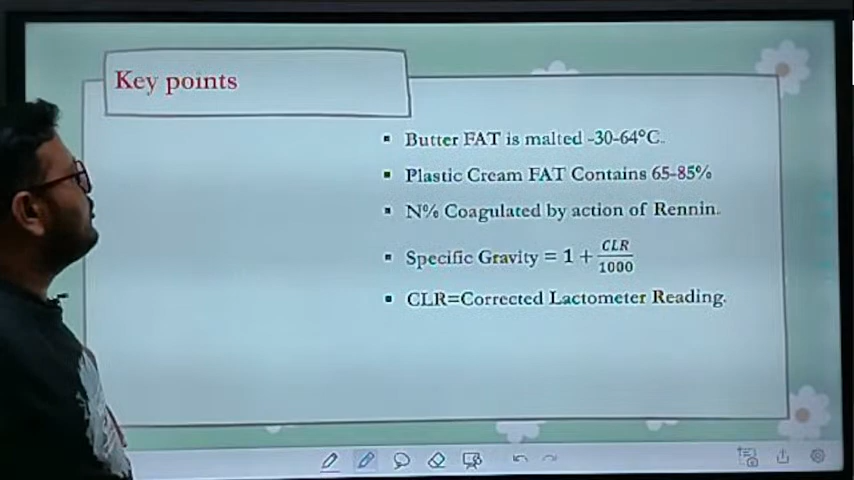 Key points
▪ Butter FAT is malted -30-64°C.
▪ Plastic Cream FAT Contains 65-85%
▪ N% Coagulated by action of Rennin.
▪ Specific Gravity = 1 + CLR/1000
▪ CLR=Corrected Lactometer Reading.